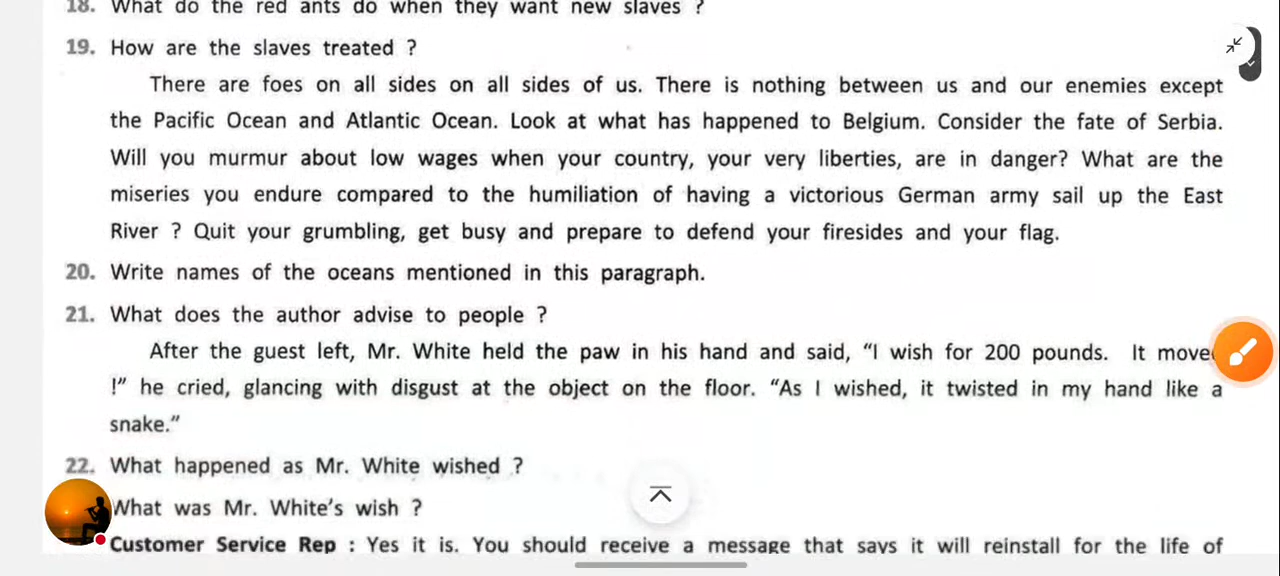 18. What do the red ants do when they want new slaves ?
19. How are the slaves treated ?
There are foes on all sides on all sides of us. There is nothing between us and our enemies except
the Pacific Ocean and Atlantic Ocean. Look at what has happened to Belgium. Consider the fate of Serbia.
Will you murmur about low wages when your country, your very liberties, are in danger? What are the
miseries you endure compared to the humiliation of having a victorious German army sail up the East
River ? Quit your grumbling, get busy and prepare to defend your firesides and your flag.
20. Write names of the oceans mentioned in this paragraph.
21. What does the author advise to people ?
After the guest left, Mr. White held the paw in his hand and said, “I wish for 200 pounds. It move
!” he cried, glancing with disgust at the object on the floor. “As I wished, it twisted in my hand like a
snake.”
22. What happened as Mr. White wished ?
What was Mr. White’s wish ?
Customer Service Rep : Yes it is. You should receive a message that says it will reinstall for the life of